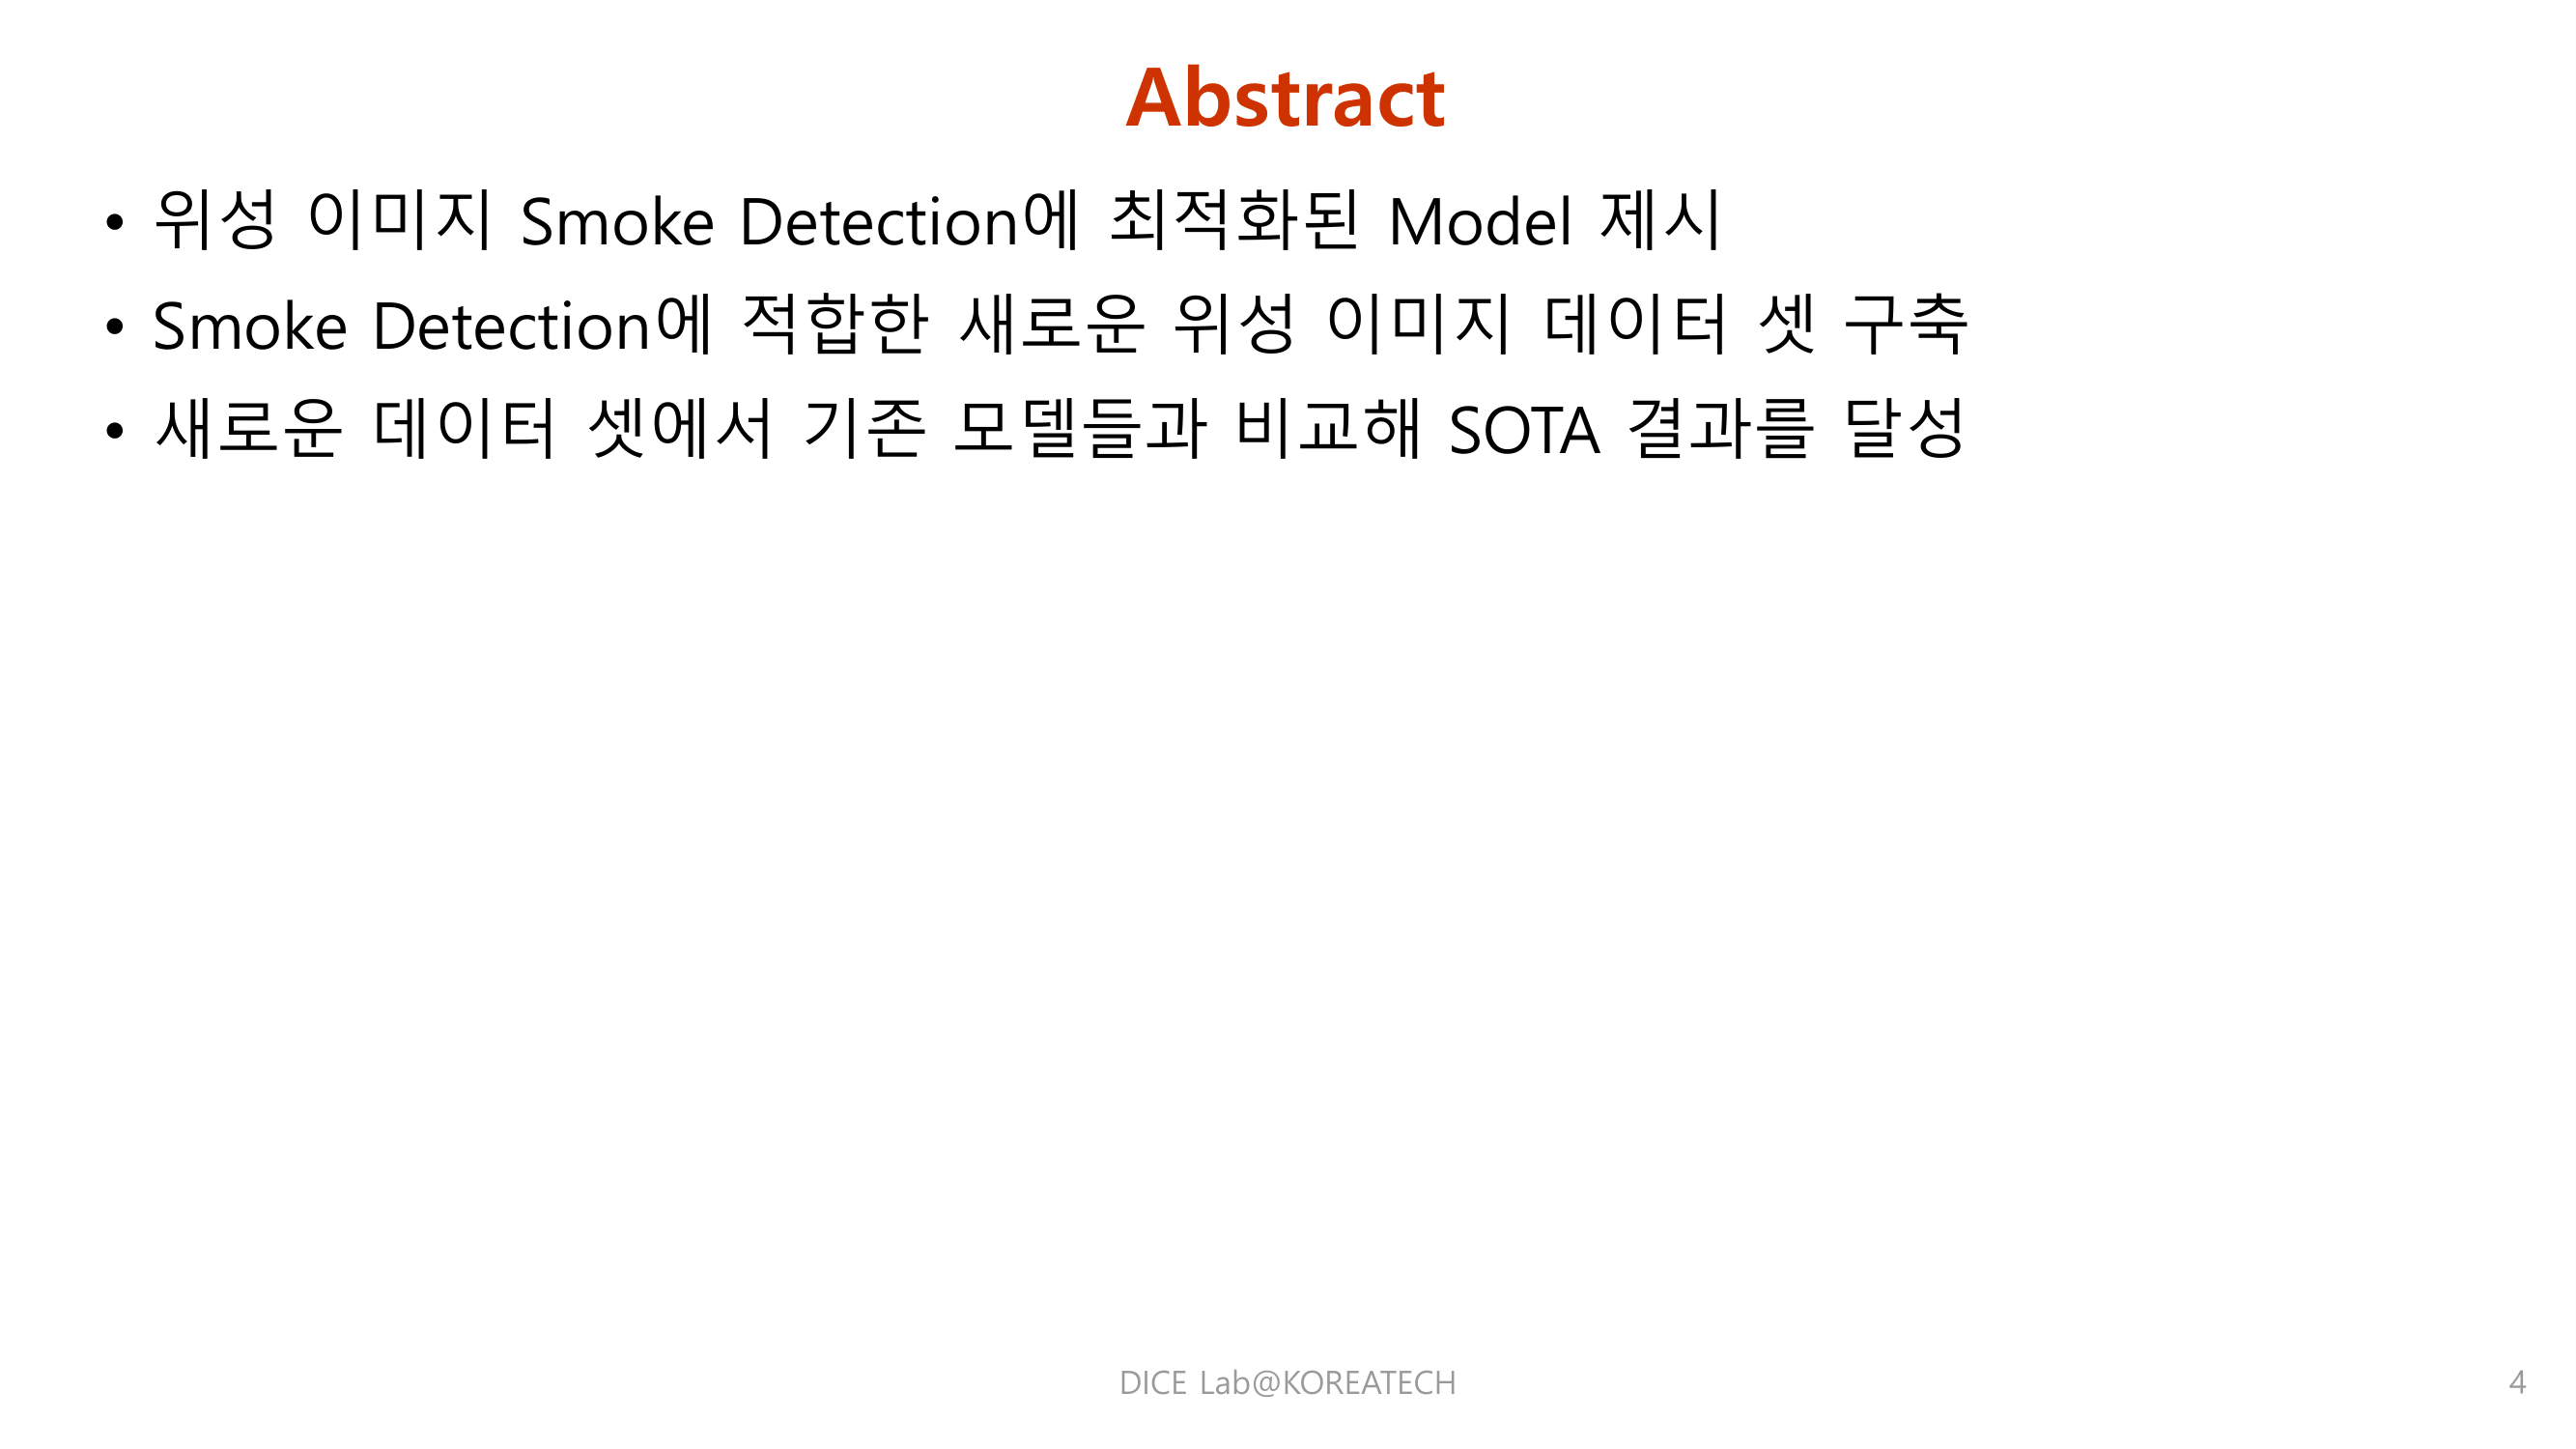 Abstract
• 위성 이미지 Smoke Detection에 최적화된 Model 제시
• Smoke Detection에 적합한 새로운 위성 이미지 데이터 셋 구축
• 새로운 데이터 셋에서 기존 모델들과 비교해 SOTA 결과를 달성
DICE Lab@KOREATECH
4